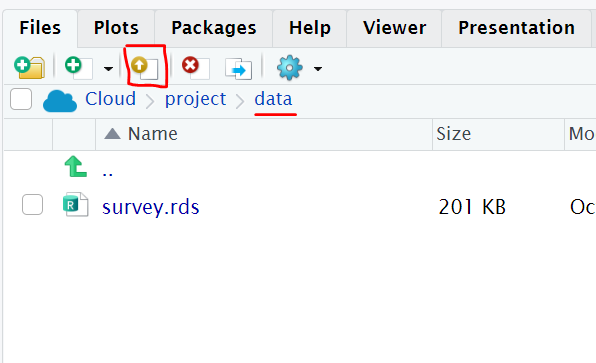 Files Plots Packages Help Viewer Presentation
Cloud project data
Name Size Mo
..
R survey.rds 201 KB Oc